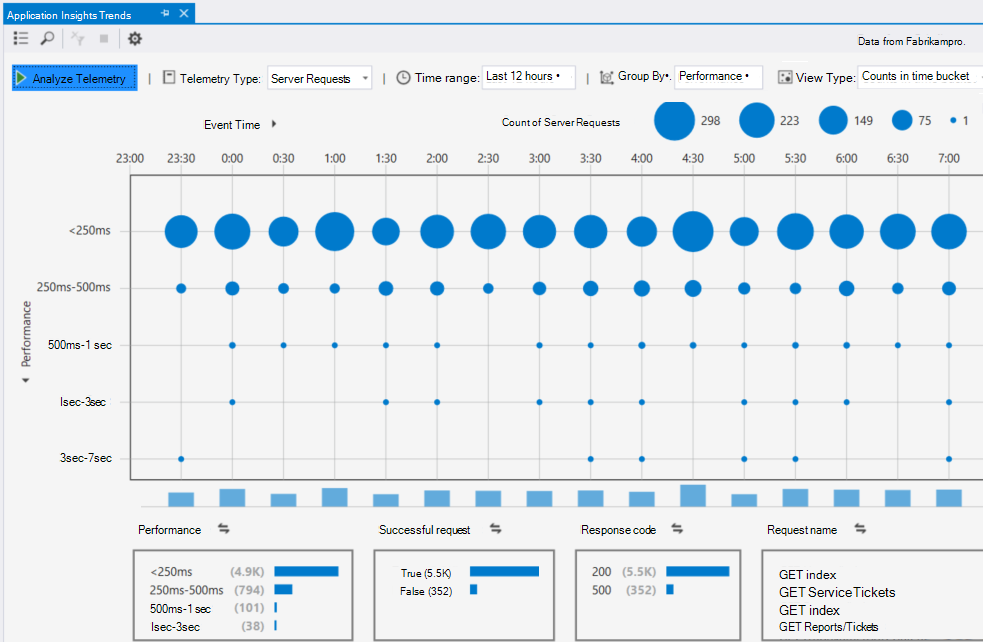 Application Insights Trends
Data from Fabrikampro.
Analyze Telemetry | Telemetry Type: Server Requests | Time range: Last 12 hours • | Group By•. Performance • View Type: Counts in time bucket
Event Time Count of Server Requests 298 223 149 75 1
23:00 23:30 0:00 0:30 1:00 1:30 2:00 2:30 3:00 3:30 4:00 4:30 5:00 5:30 6:00 6:30 7:00
<250ms
250ms-500ms
Performance
500ms-1 sec
lsec-3sec
3sec-7sec
Performance Successful request Response code Request name
<250ms (4.9K)
250ms-500ms (794)
500ms-1 sec (101)
lsec-3sec (38)
True (5.5K)
False (352)
200 (5.5K)
500 (352)
GET index
GET ServiceTickets
GET index
GET Reports/Tickets